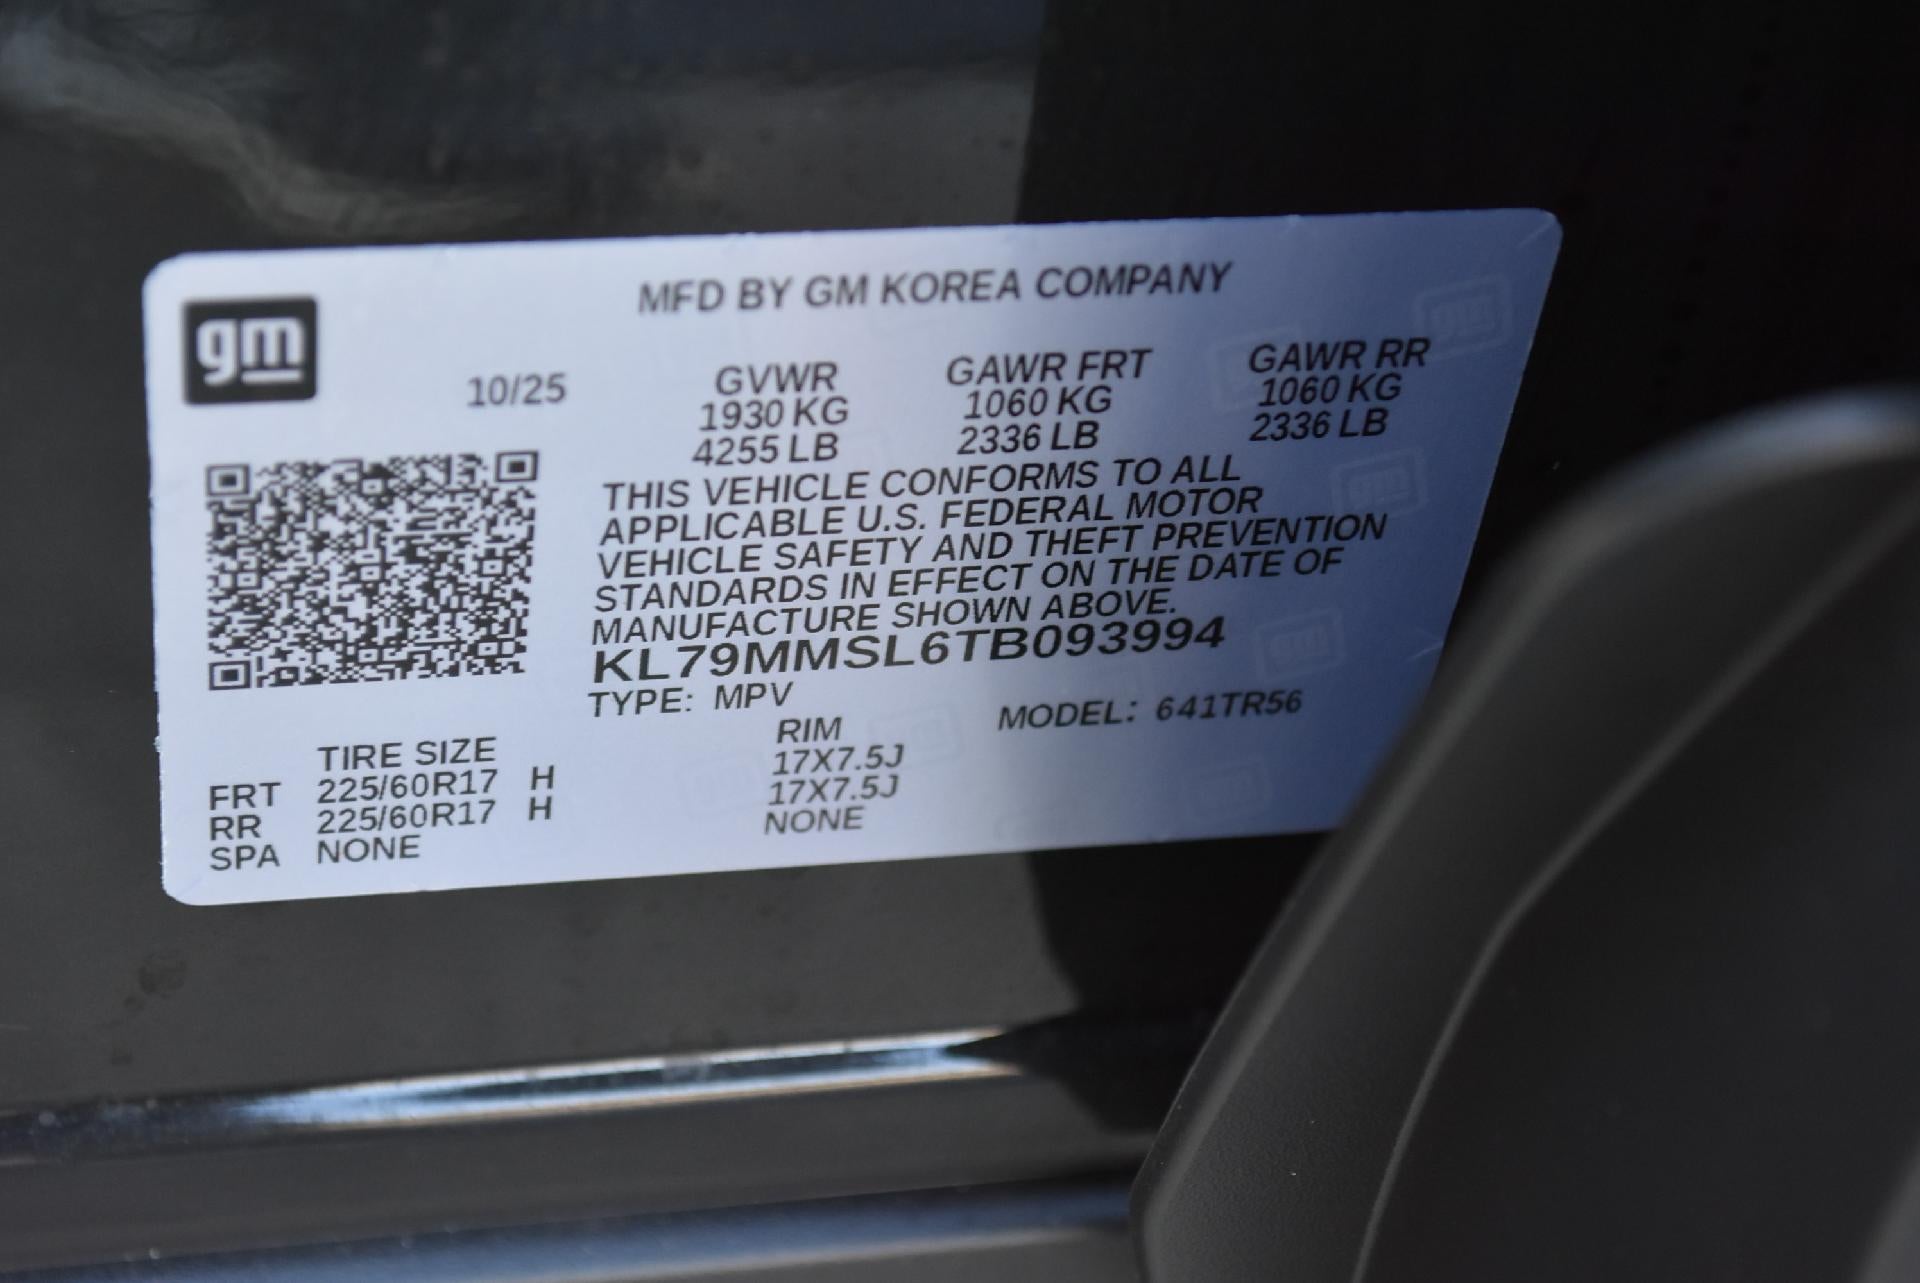 gm
MFD BY GM KOREA COMPANY
10/25 GVWR GAWR FRT GAWR RR
1930 KG 1060 KG 1060 KG
4255 LB 2336 LB 2336 LB
THIS VEHICLE CONFORMS TO ALL
APPLICABLE U.S. FEDERAL MOTOR
VEHICLE SAFETY AND THEFT PREVENTION
STANDARDS IN EFFECT ON THE DATE OF
MANUFACTURE SHOWN ABOVE.
KL79MMSL6TB093994
TYPE: MPV MODEL: 641TR56
TIRE SIZE RIM
FRT 225/60R17 H 17X7.5J
RR 225/60R17 H 17X7.5J
SPA NONE NONE